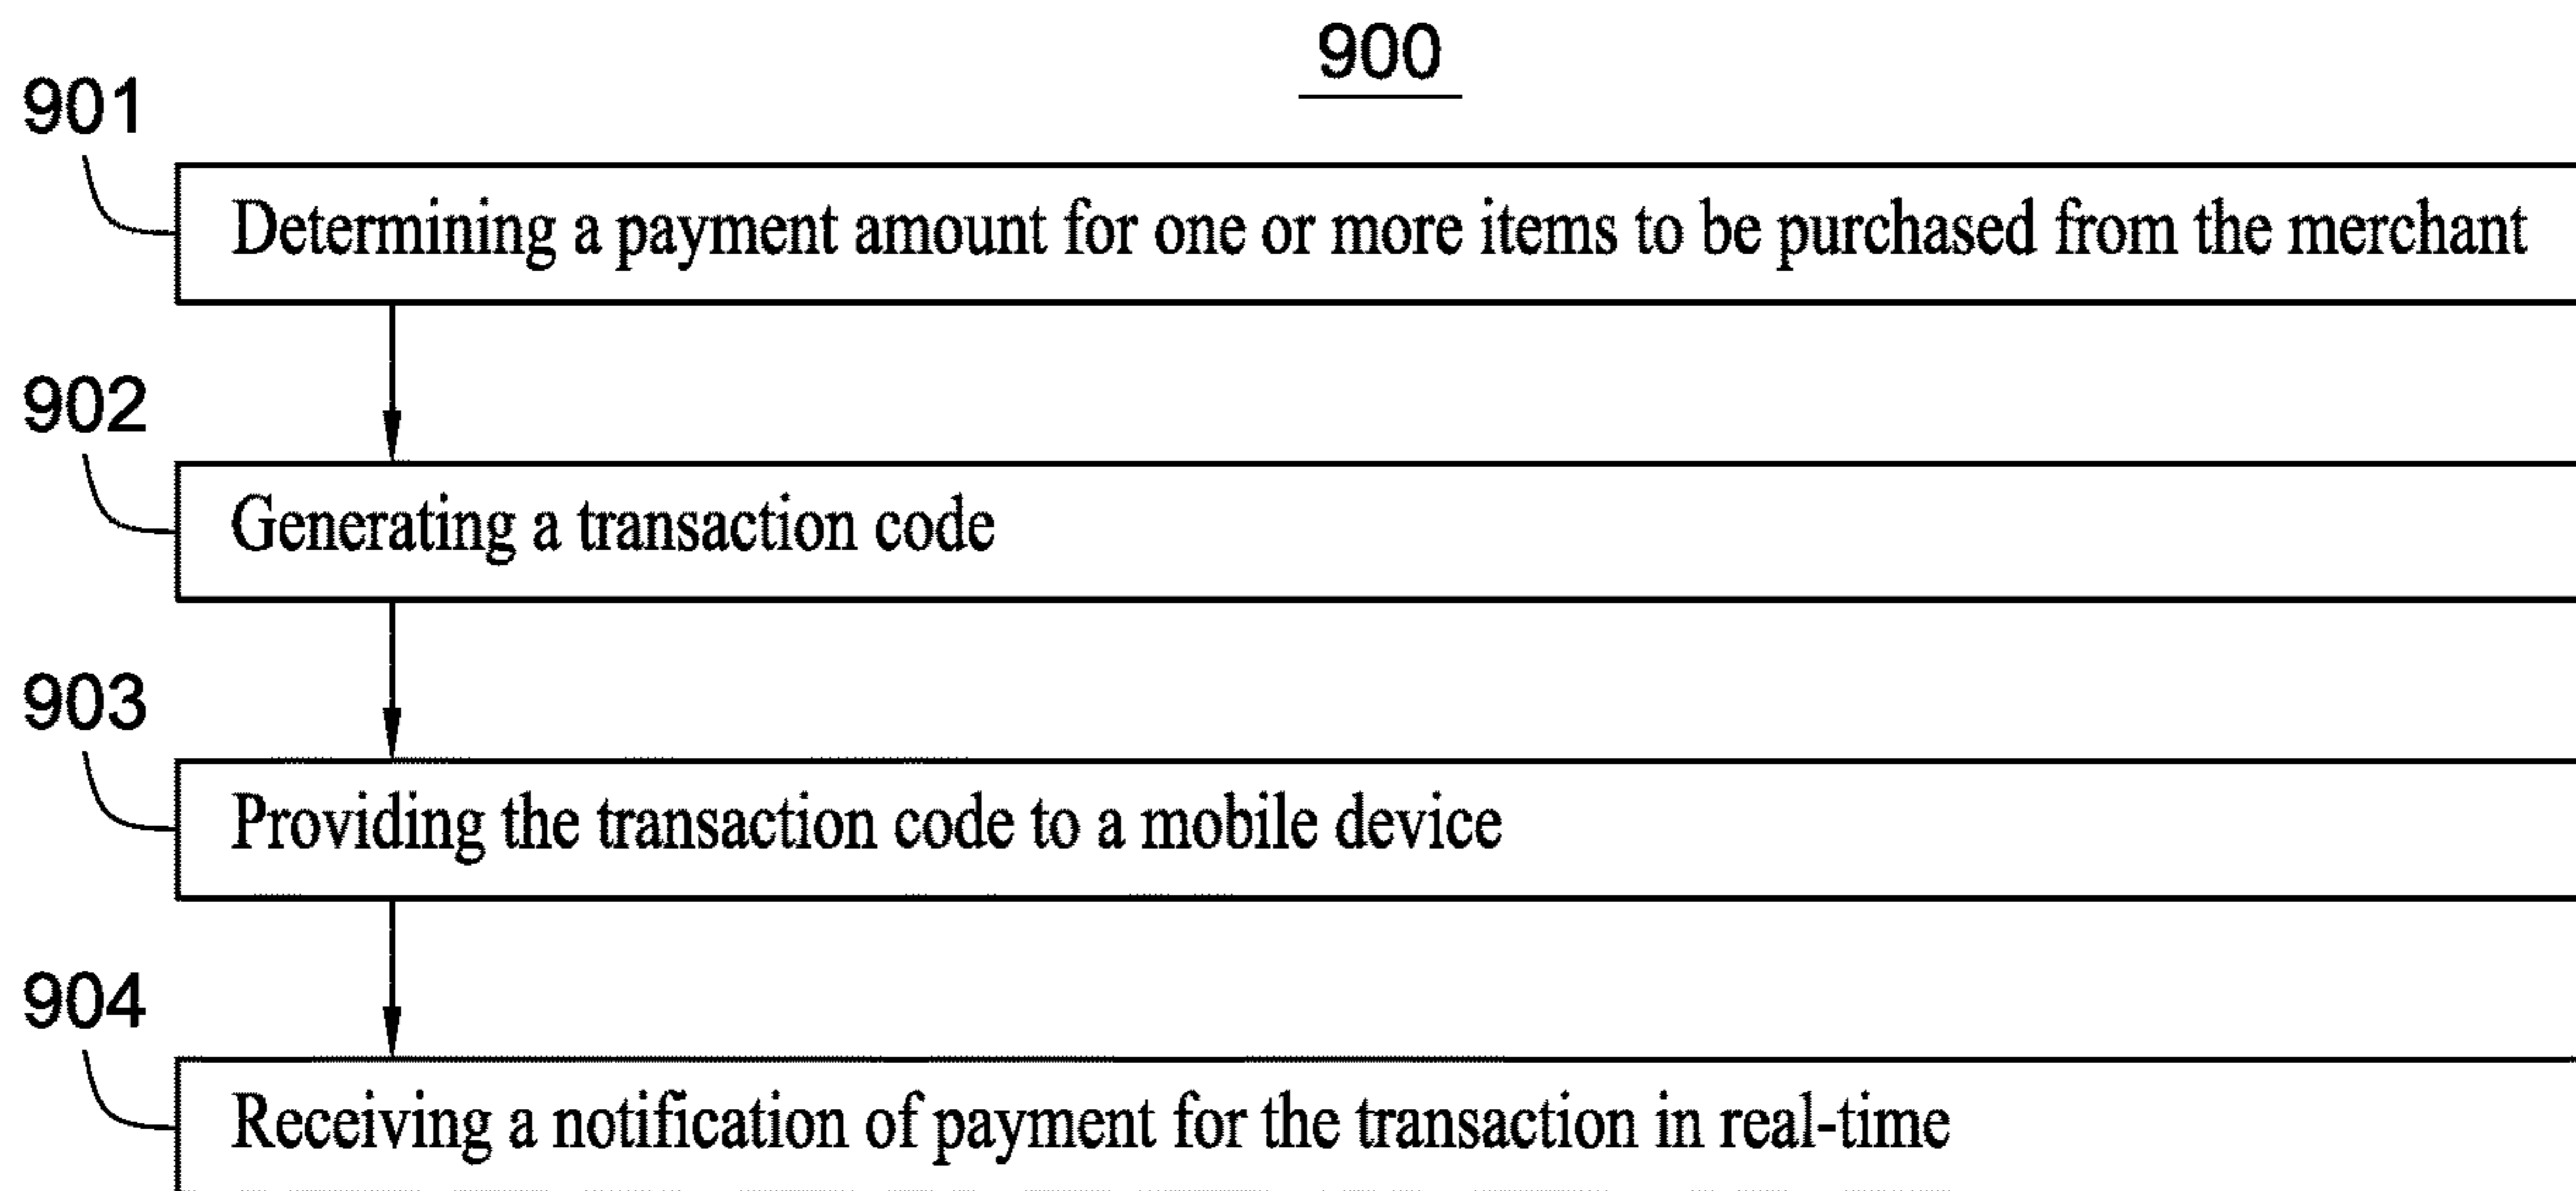 900
901
Determining a payment amount for one or more items to be purchased from the merchant
902
Generating a transaction code
903
Providing the transaction code to a mobile device
904
Receiving a notification of payment for the transaction in real-time